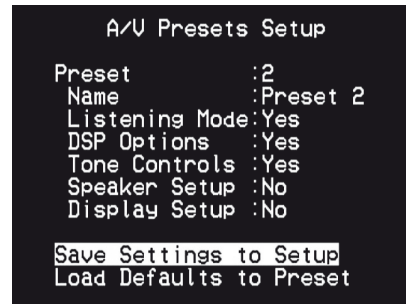 A/V Presets Setup
Preset :2
Name :Preset 2
Listening Mode:Yes
DSP Options :Yes
Tone Controls :Yes
Speaker Setup :No
Display Setup :No
Save Settings to Setup
Load Defaults to Preset